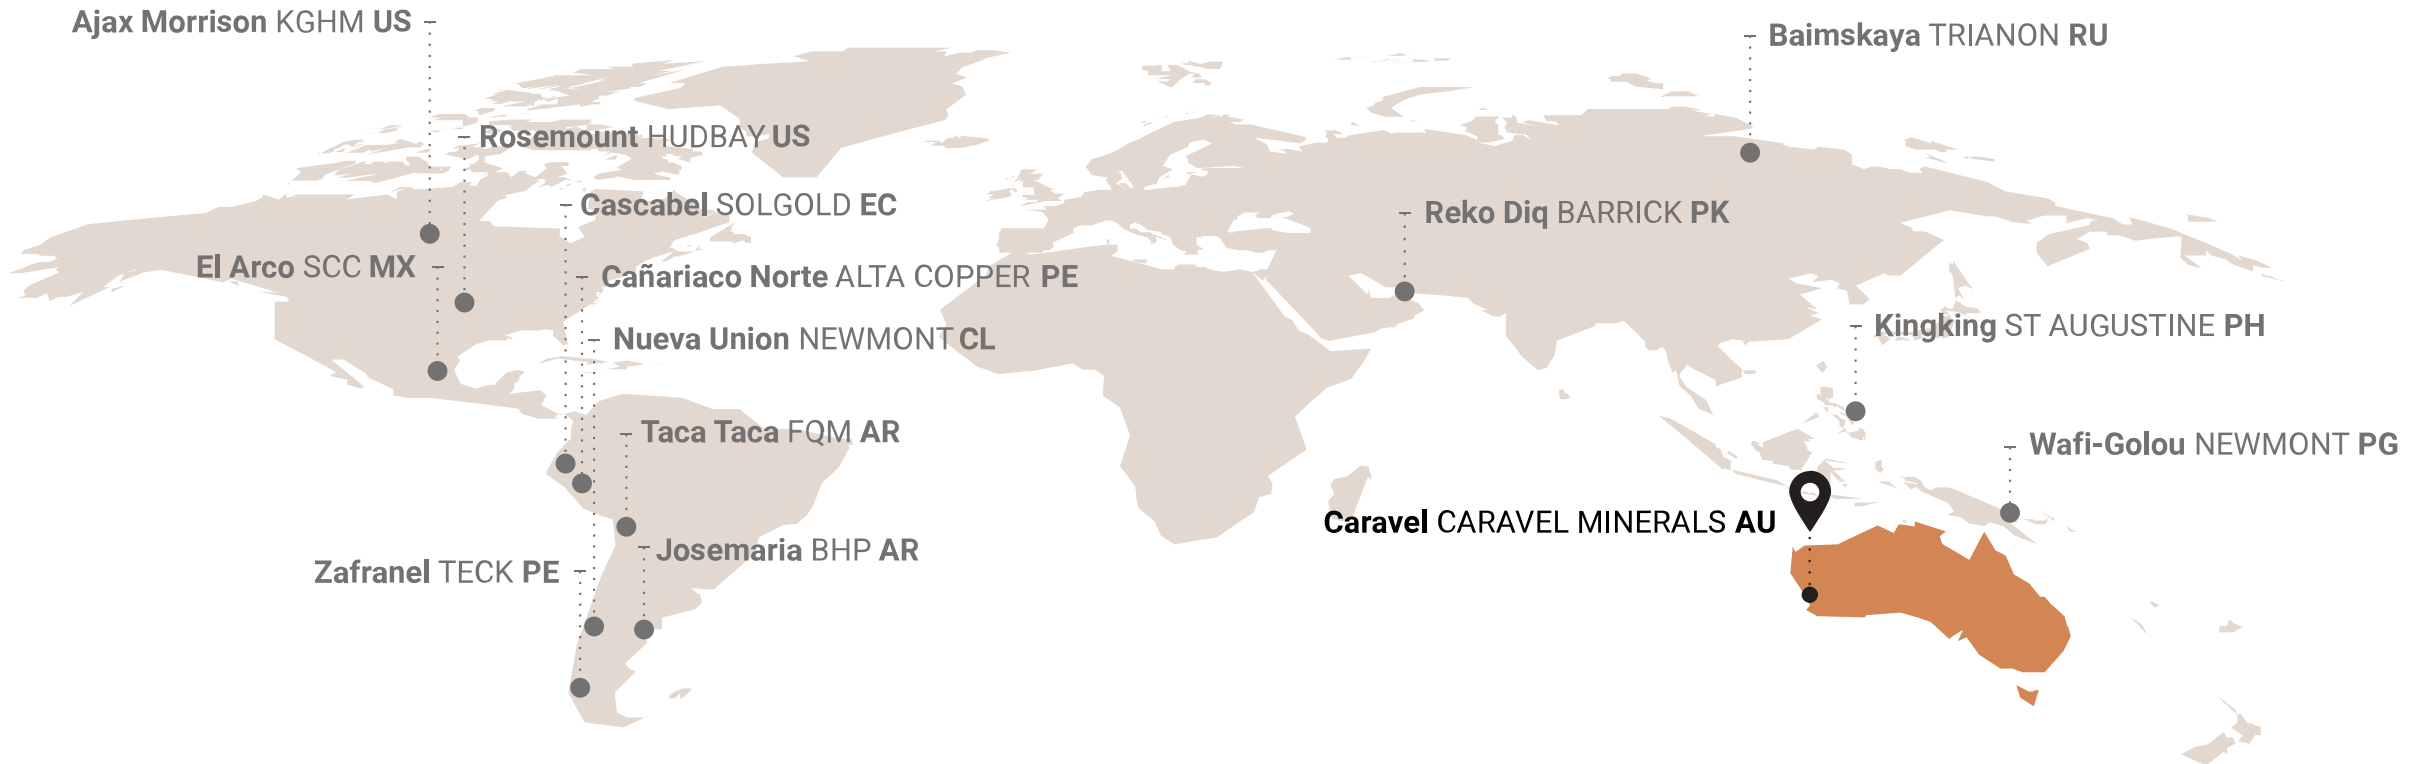 Ajax Morrison KGHM US
Baimskaya TRIANON RU
Rosemount HUDBAY US
Cascabel SOLGOLD EC
Reko Diq BARRICK PK
El Arco SCC MX
Cañariaco Norte ALTA COPPER PE
Kingking ST AUGUSTINE PH
Nueva Union NEWMONT CL
Taca Taca FQM AR
Wafi-Golou NEWMONT PG
Caravel CARAVEL MINERALS AU
Josemaria BHP AR
Zafranel TECK PE